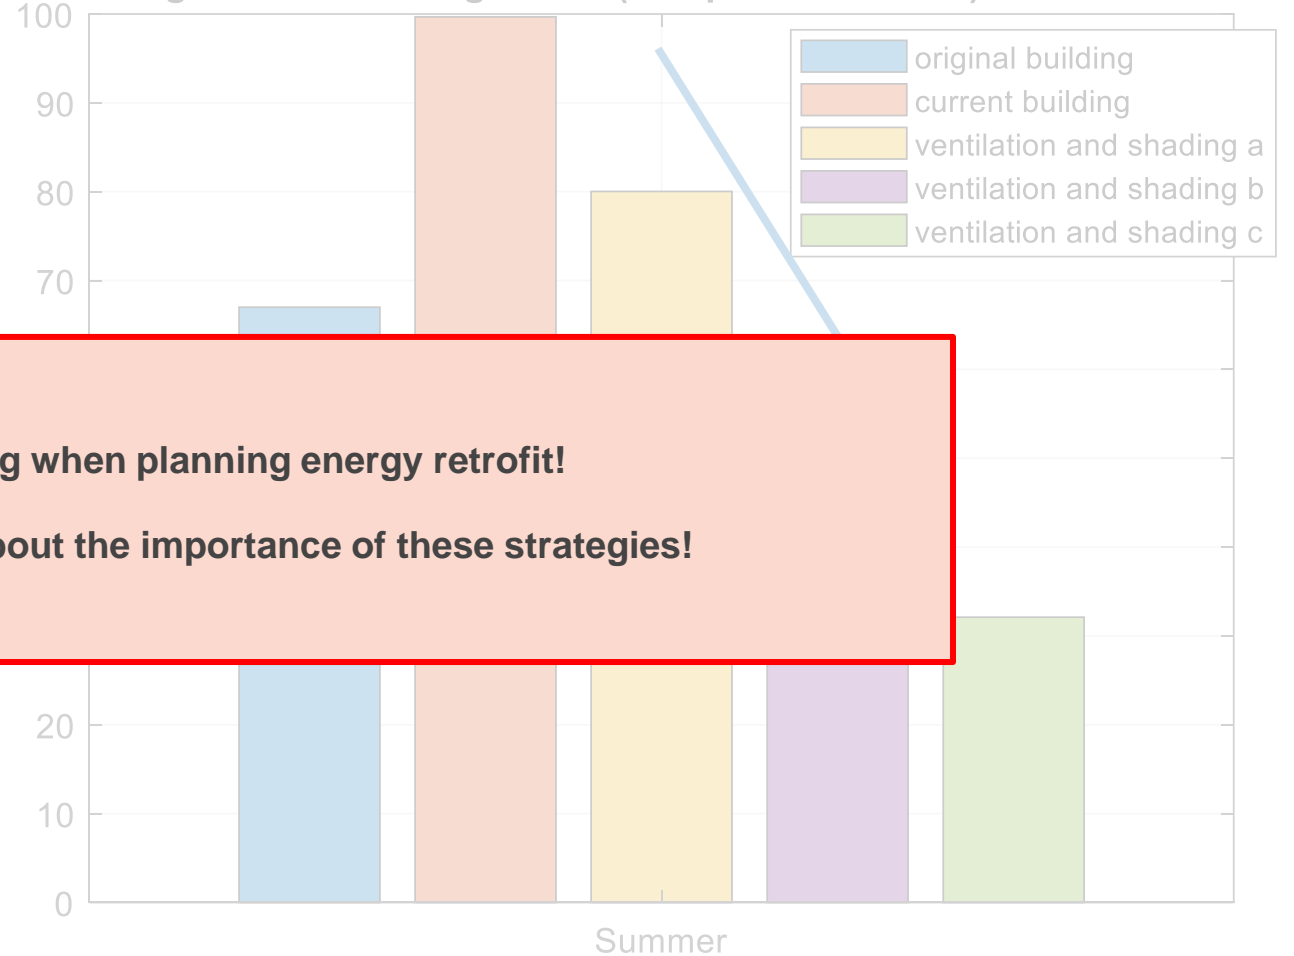 100
90
80
70
20
10
0
original building
current building
ventilation and shading a
ventilation and shading b
ventilation and shading c
when planning energy retrofit!
the importance of these strategies!
Summer